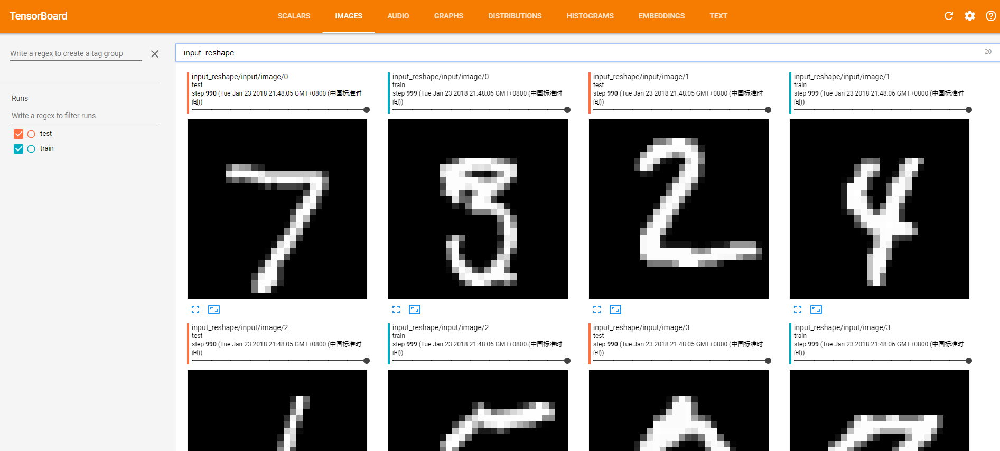 TensorBoard
SCALARS
IMAGES
AUDIO
GRAPHS
DISTRIBUTIONS
HISTOGRAMS
EMBEDDINGS
TEXT
Write a regex to create a tag group
Runs
Write a regex to filter runs
test
train
input_reshape
20
input_reshape/input/image/0
test
step 990 (Tue Jan 23 2018 21:48:05 GMT+0800 (中国标准时
间))
7
input_reshape/input/image/0
train
step 999 (Tue Jan 23 2018 21:48:06 GMT+0800 (中国标准时
间))
3
input_reshape/input/image/1
test
step 990 (Tue Jan 23 2018 21:48:05 GMT+0800 (中国标准时
间))
2
input_reshape/input/image/1
train
step 999 (Tue Jan 23 2018 21:48:06 GMT+0800 (中国标准时
间))
4
input_reshape/input/image/2
test
step 990 (Tue Jan 23 2018 21:48:05 GMT+0800 (中国标准时
间))
input_reshape/input/image/2
train
step 999 (Tue Jan 23 2018 21:48:06 GMT+0800 (中国标准时
间))
input_reshape/input/image/3
test
step 990 (Tue Jan 23 2018 21:48:05 GMT+0800 (中国标准时
间))
input_reshape/input/image/3
train
step 999 (Tue Jan 23 2018 21:48:06 GMT+0800 (中国标准时
间))